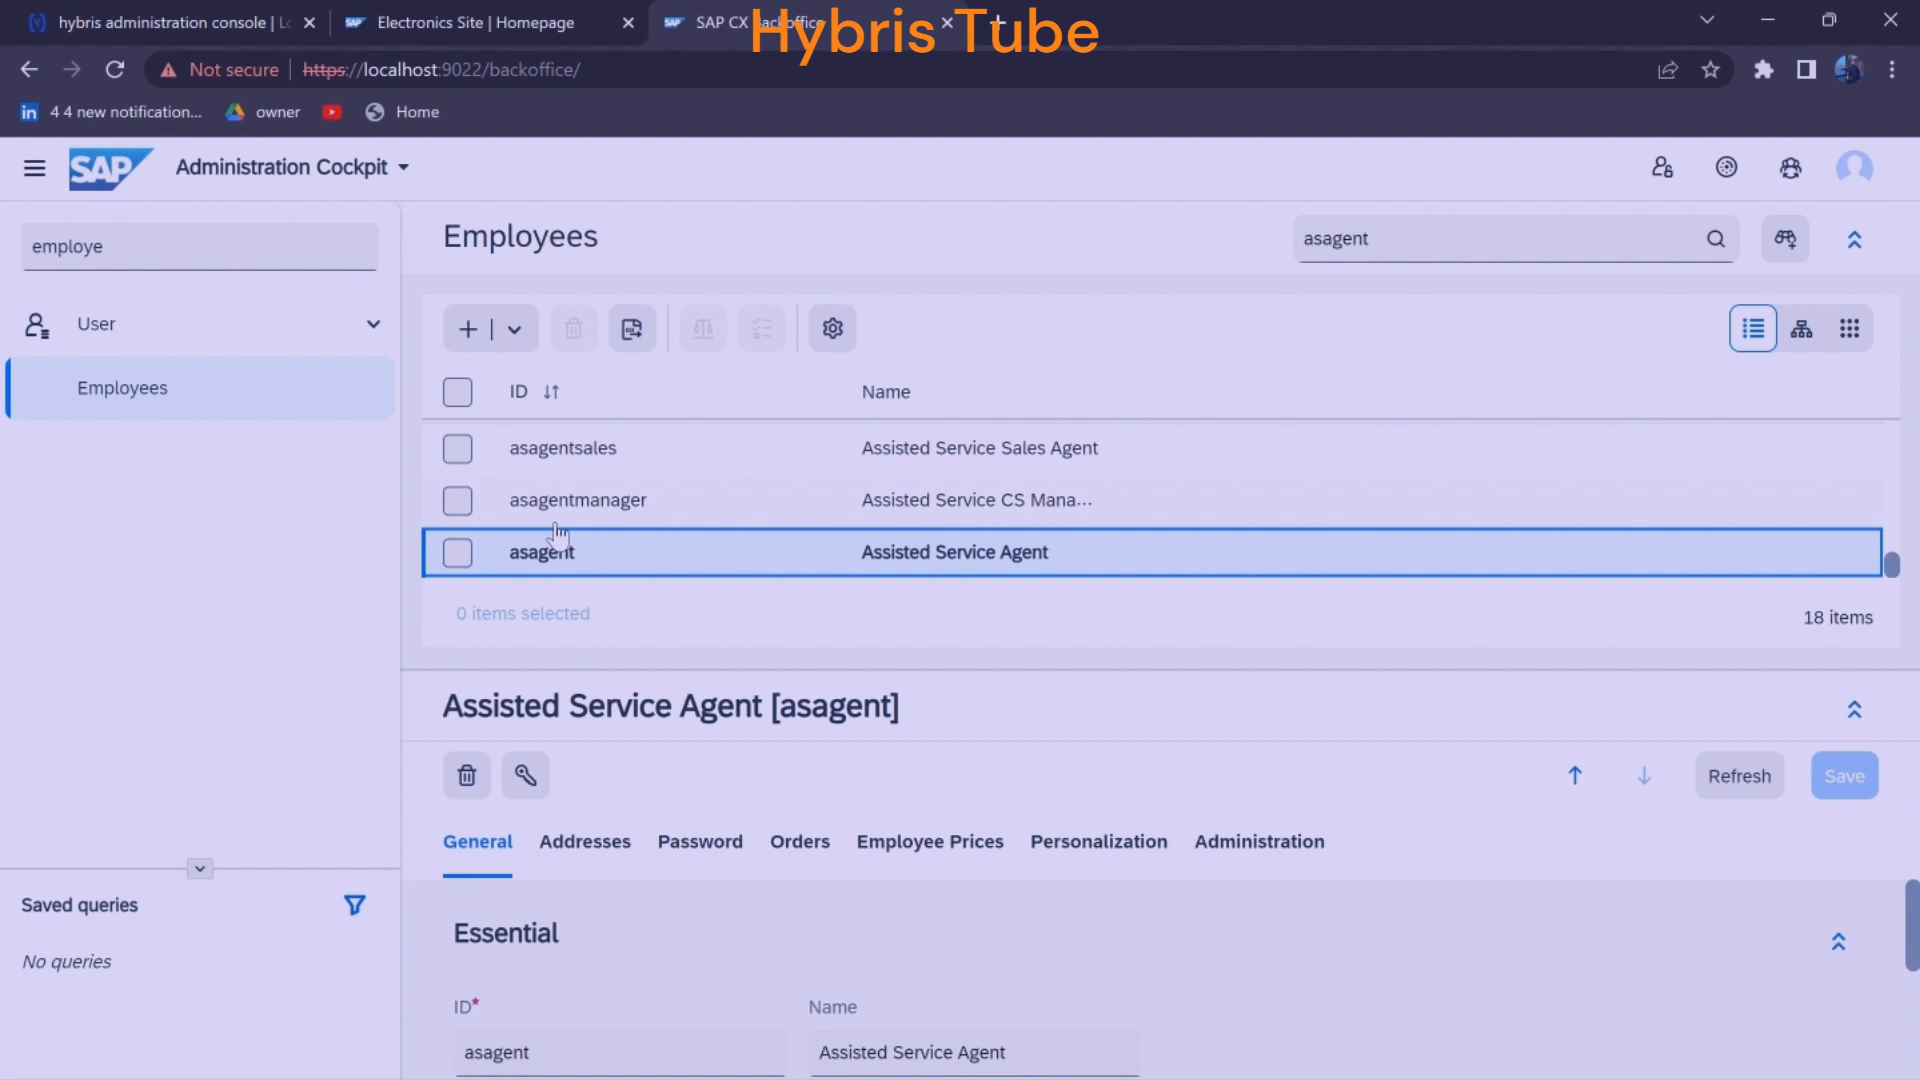 hybris administration console | Lo
Electronics Site | Homepage
SAP CX backoffice
Hybris Tube
Not secure
https://localhost:9022/backoffice/
4 4 new notification...
owner
Home
SAP
Administration Cockpit
employe
User
Employees
Employees
asagent
ID
Name
asagentsales
Assisted Service Sales Agent
asagentmanager
Assisted Service CS Mana...
asagent
Assisted Service Agent
0 items selected
18 items
Assisted Service Agent [asagent]
Refresh
Save
General
Addresses
Password
Orders
Employee Prices
Personalization
Administration
Saved queries
No queries
Essential
ID*
Name
asagent
Assisted Service Agent